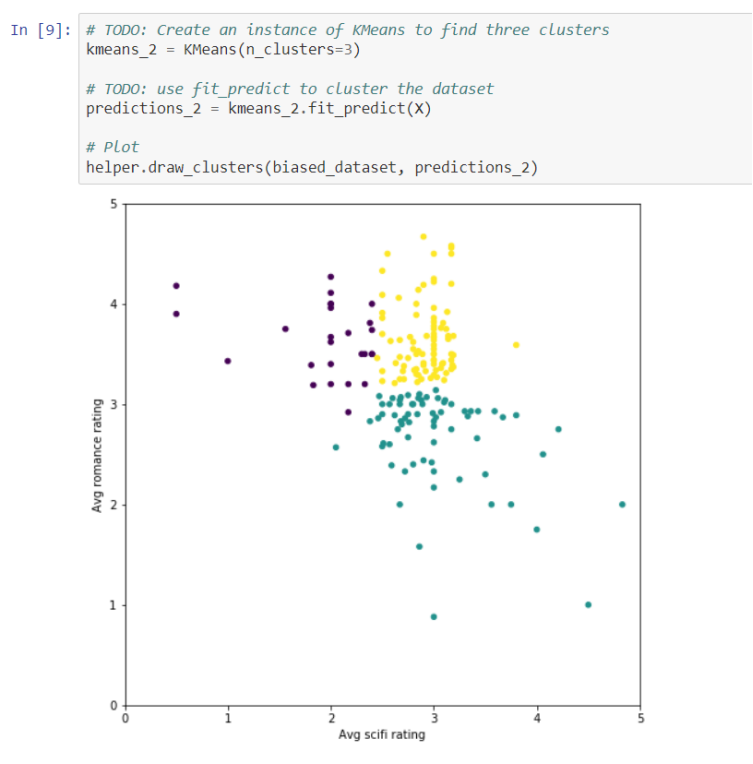 In [9]: # TODO: Create an instance of KMeans to find three clusters
kmeans_2 = KMeans(n_clusters=3)
# TODO: use fit_predict to cluster the dataset
predictions_2 = kmeans_2.fit_predict(X)
# Plot
helper.draw_clusters(biased_dataset, predictions_2)
5
4
3
2
1
0
Avg romance rating
0 1 2 3 4 5
Avg scifi rating